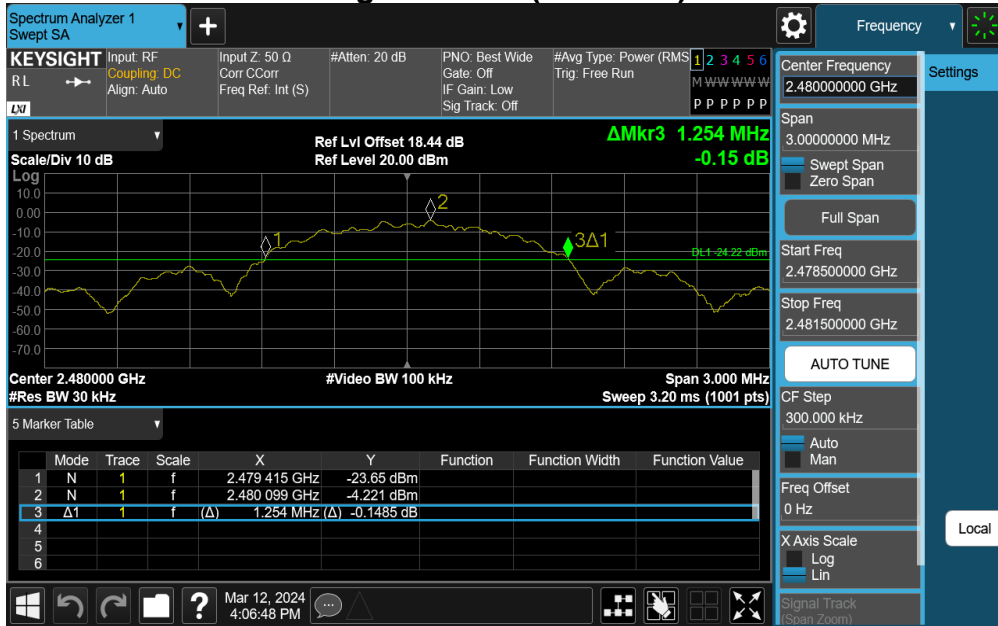 Spectrum Analyzer 1
Swept SA
Frequency
KEYSIGHT
RL
LXI
Input: RF
Coupling: DC
Align: Auto
Input Z: 50 Ω
Corr CCorr
Freq Ref: Int (S)
#Atten: 20 dB
PNO: Best Wide
Gate: Off
IF Gain: Low
Sig Track: Off
#Avg Type: Power (RMS
Trig: Free Run
1 2 3 4 5 6
M W W W W W
P P P P P P
1 Spectrum
Scale/Div 10 dB
Ref Lvl Offset 18.44 dB
Ref Level 20.00 dBm
ΔMkr3 1.254 MHz
-0.15 dB
Log
10.0
0.00
-10.0
-20.0
-30.0
-40.0
-50.0
-60.0
-70.0
1
2
3Δ1
DL1 -24.22 dBm
Center 2.480000 GHz
#Video BW 100 kHz
Span 3.000 MHz
#Res BW 30 kHz
Sweep 3.20 ms (1001 pts)
5 Marker Table
Mode Trace Scale X Y Function Function Width Function Value
1 N 1 f 2.479 415 GHz -23.65 dBm
2 N 1 f 2.480 099 GHz -4.221 dBm
3 Δ1 1 f (Δ) 1.254 MHz (Δ) -0.1485 dB
4
5
6
Mar 12, 2024
4:06:48 PM
Center Frequency
2.480000000 GHz
Settings
Span
3.00000000 MHz
Swept Span
Zero Span
Full Span
Start Freq
2.478500000 GHz
Stop Freq
2.481500000 GHz
AUTO TUNE
CF Step
300.000 kHz
Auto
Man
Freq Offset
0 Hz
Local
X Axis Scale
Log
Lin
Signal Track
(Span Zoom)